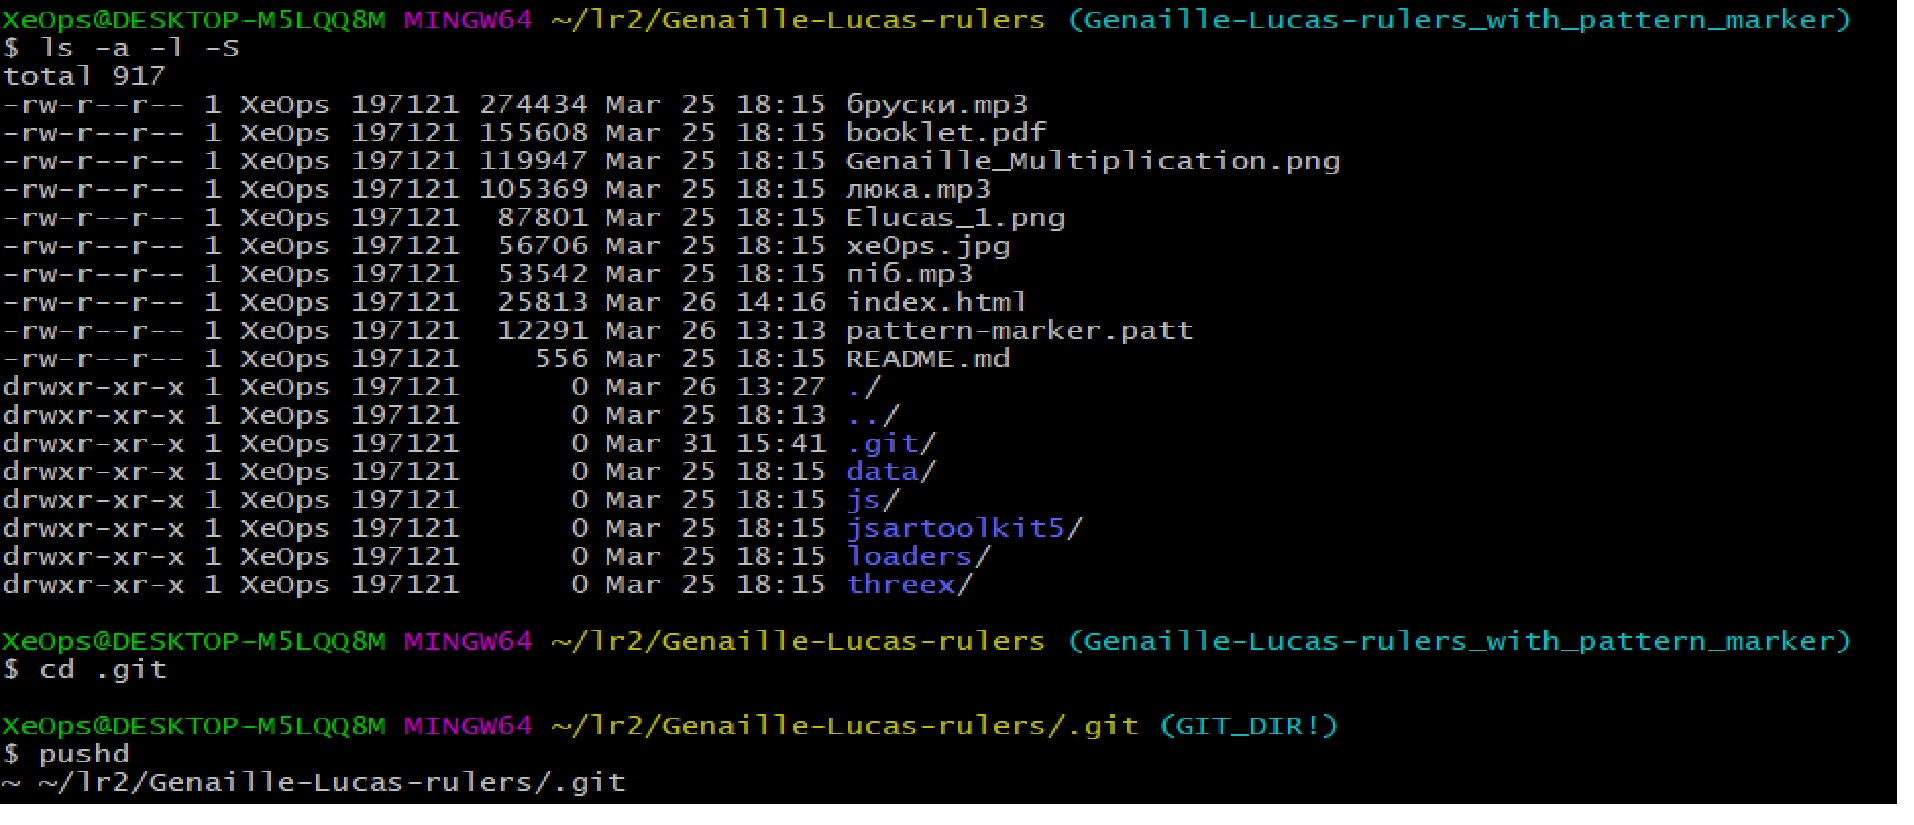 XeOps@DESKTOP-M5LQQ8M MINGW64 ~/lr2/Genaille-Lucas-rulers (Genaille-Lucas-rulers_with_pattern_marker)
$ ls -a -l -S
total 917
-rw-r--r-- 1 XeOps 197121 274434 Mar 25 18:15 бруски.mp3
-rw-r--r-- 1 XeOps 197121 155608 Mar 25 18:15 booklet.pdf
-rw-r--r-- 1 XeOps 197121 119947 Mar 25 18:15 Genaille_Multiplication.png
-rw-r--r-- 1 XeOps 197121 105369 Mar 25 18:15 люка.mp3
-rw-r--r-- 1 XeOps 197121  87801 Mar 25 18:15 Elucas_1.png
-rw-r--r-- 1 XeOps 197121  56706 Mar 25 18:15 xeOps.jpg
-rw-r--r-- 1 XeOps 197121  53542 Mar 25 18:15 піб.mp3
-rw-r--r-- 1 XeOps 197121  25813 Mar 26 14:16 index.html
-rw-r--r-- 1 XeOps 197121  12291 Mar 26 13:13 pattern-marker.patt
-rw-r--r-- 1 XeOps 197121    556 Mar 25 18:15 README.md
drwxr-xr-x 1 XeOps 197121      0 Mar 26 13:27 ./
drwxr-xr-x 1 XeOps 197121      0 Mar 25 18:13 ../
drwxr-xr-x 1 XeOps 197121      0 Mar 31 15:41 .git/
drwxr-xr-x 1 XeOps 197121      0 Mar 25 18:15 data/
drwxr-xr-x 1 XeOps 197121      0 Mar 25 18:15 js/
drwxr-xr-x 1 XeOps 197121      0 Mar 25 18:15 jsartoolkit5/
drwxr-xr-x 1 XeOps 197121      0 Mar 25 18:15 loaders/
drwxr-xr-x 1 XeOps 197121      0 Mar 25 18:15 threex/
XeOps@DESKTOP-M5LQQ8M MINGW64 ~/lr2/Genaille-Lucas-rulers (Genaille-Lucas-rulers_with_pattern_marker)
$ cd .git
XeOps@DESKTOP-M5LQQ8M MINGW64 ~/lr2/Genaille-Lucas-rulers/.git (GIT_DIR!)
$ pushd
~ ~/lr2/Genaille-Lucas-rulers/.git